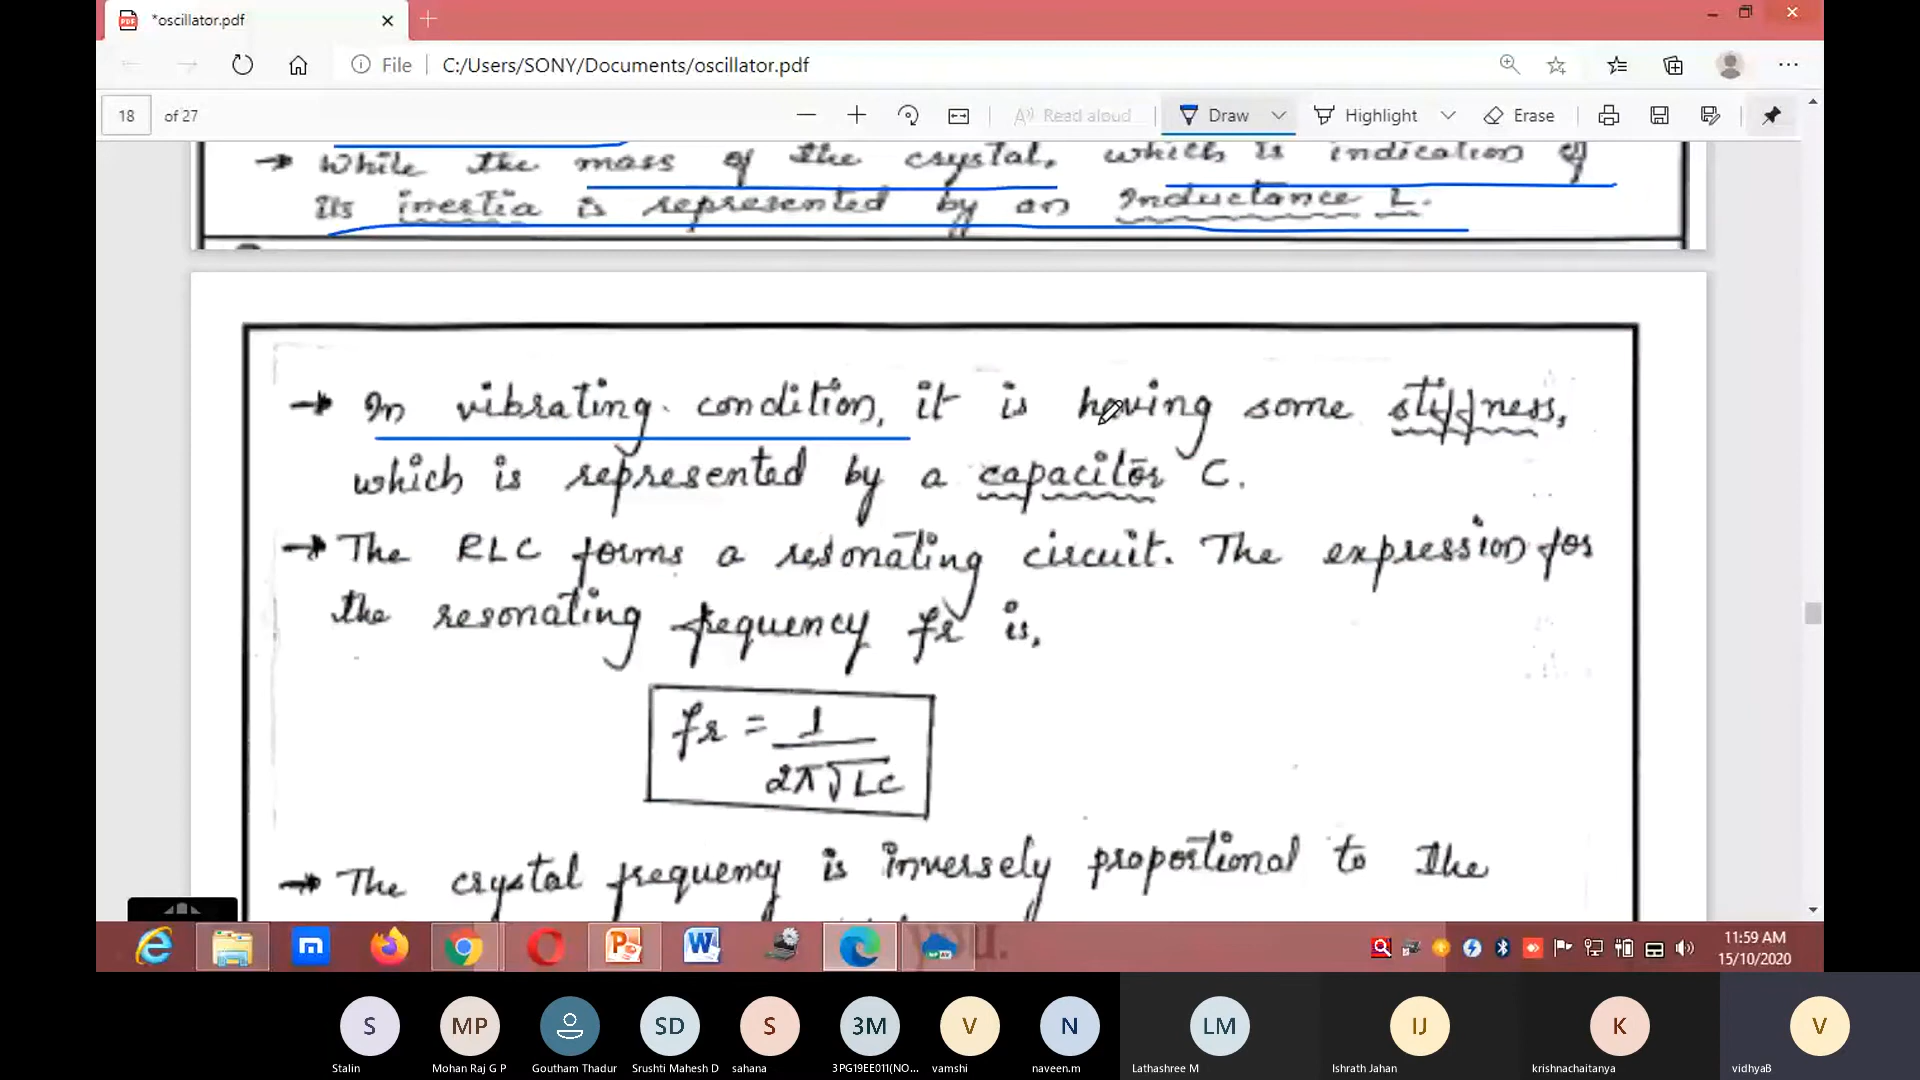 *oscillator.pdf
File C:/Users/SONY/Documents/oscillator.pdf
18 of 27 Read aloud Draw Highlight Erase
→ While the mass of the crystal, which is indication of
its inertia is represented by an Inductance L.
→ In vibrating condition, it is having some stiffness,
which is represented by a capacitor C.
→ The RLC forms a resonating circuit. The expression for
the resonating frequency fr is,
fr = 1
2π√LC
→ The crystal frequency is inversely proportional to the
you.
11:59 AM
15/10/2020
S MP SD S 3M V N LM IJ K V
Stalin Mohan Raj G P Goutham Thadur Srushti Mahesh D sahana 3PG19EE011(NO... vamshi naveen.m Lathashree M Ishrath Jahan krishnachaitanya vidhyaB